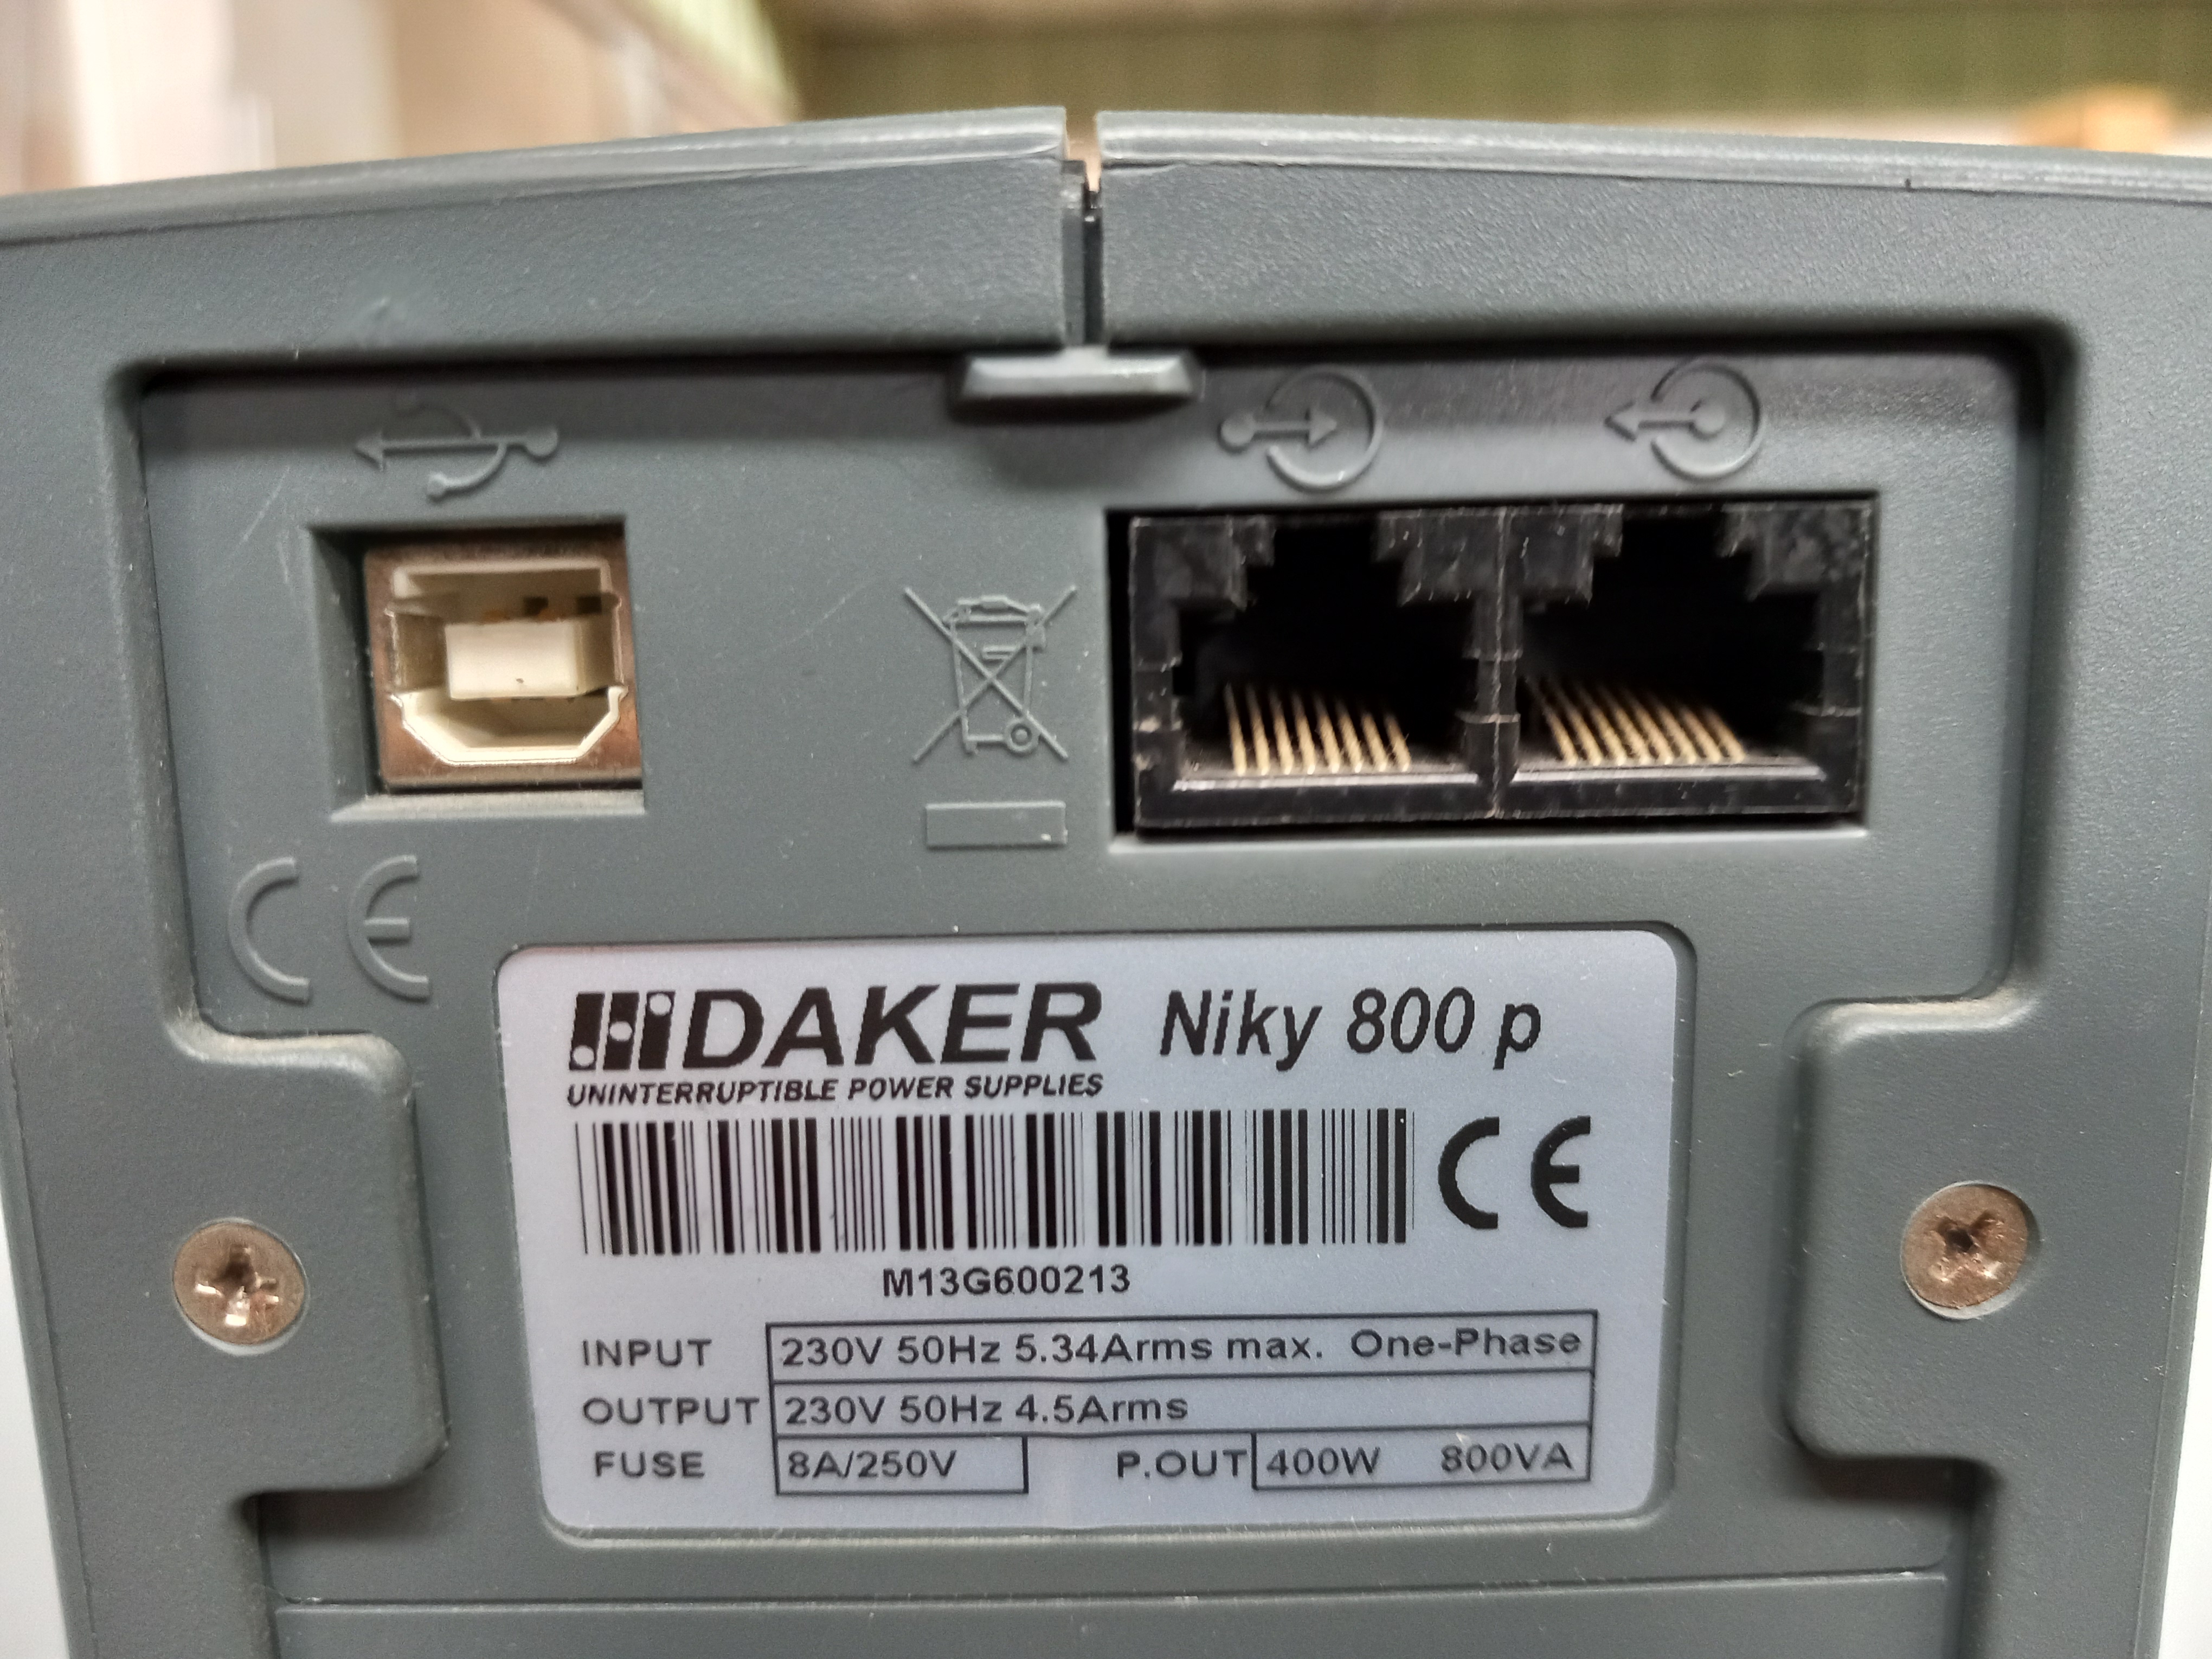 CE
DAKER Niky 800 p
UNINTERRUPTIBLE POWER SUPPLIES
CE
M13G600213
INPUT 230V 50Hz 5.34Arms max. One-Phase
OUTPUT 230V 50Hz 4.5Arms
FUSE 8A/250V P.OUT 400W 800VA